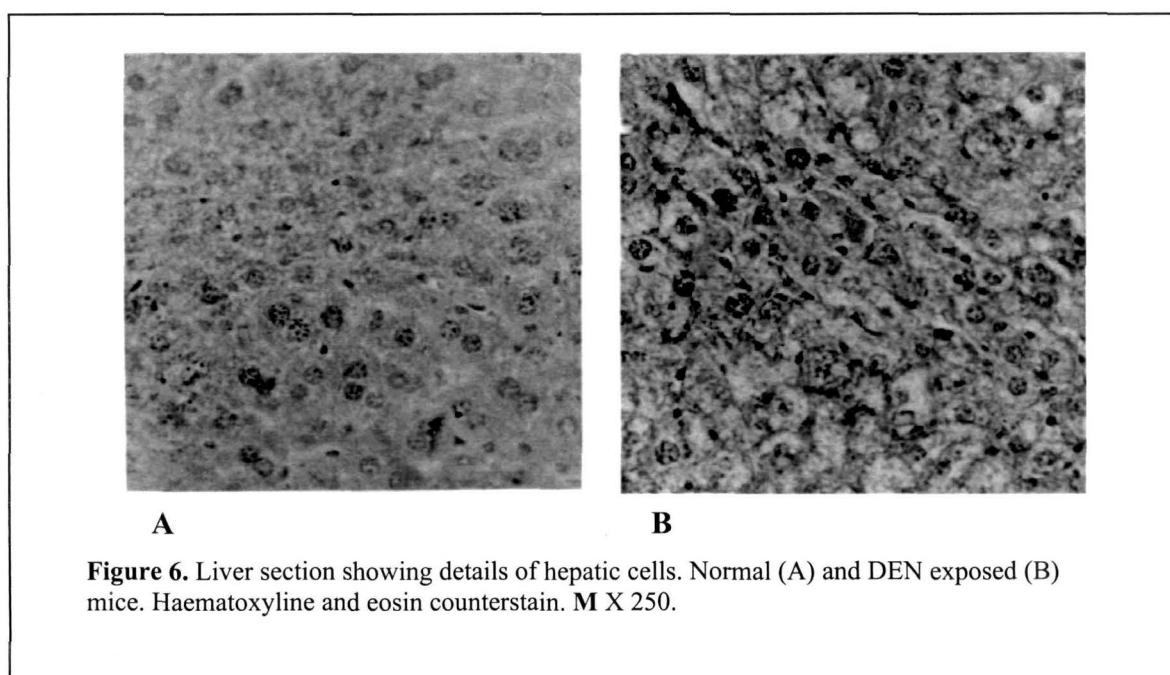 A B
Figure 6. Liver section showing details of hepatic cells. Normal (A) and DEN exposed (B)
mice. Haematoxyline and eosin counterstain. M X 250.